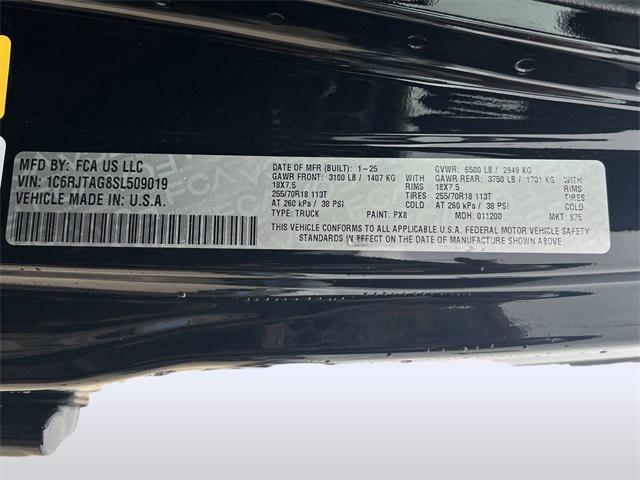 MFD BY: FCA US LLC
VIN: 1C6RJTAG8SL509019
VEHICLE MADE IN: U.S.A.
DATE OF MFR (BUILT): 1-25 GVWR: 6500 LB / 2949 KG
GAWR FRONT: 3100 LB / 1407 KG WITH GAWR REAR: 3750 LB / 1701 KG WITH
18X7.5 RIMS 18X7.5 RIMS
255/70R18 113T TIRES 255/70R18 113T TIRES
AT 260 kPa / 38 PSI COLD AT 260 kPa / 38 PSI COLD
TYPE: TRUCK PAINT: PX8 MDH: 011200 MKT: S75
THIS VEHICLE CONFORMS TO ALL APPLICABLE U.S.A. FEDERAL MOTOR VEHICLE SAFETY
STANDARDS IN EFFECT ON THE DATE OF MANUFACTURE SHOWN ABOVE.